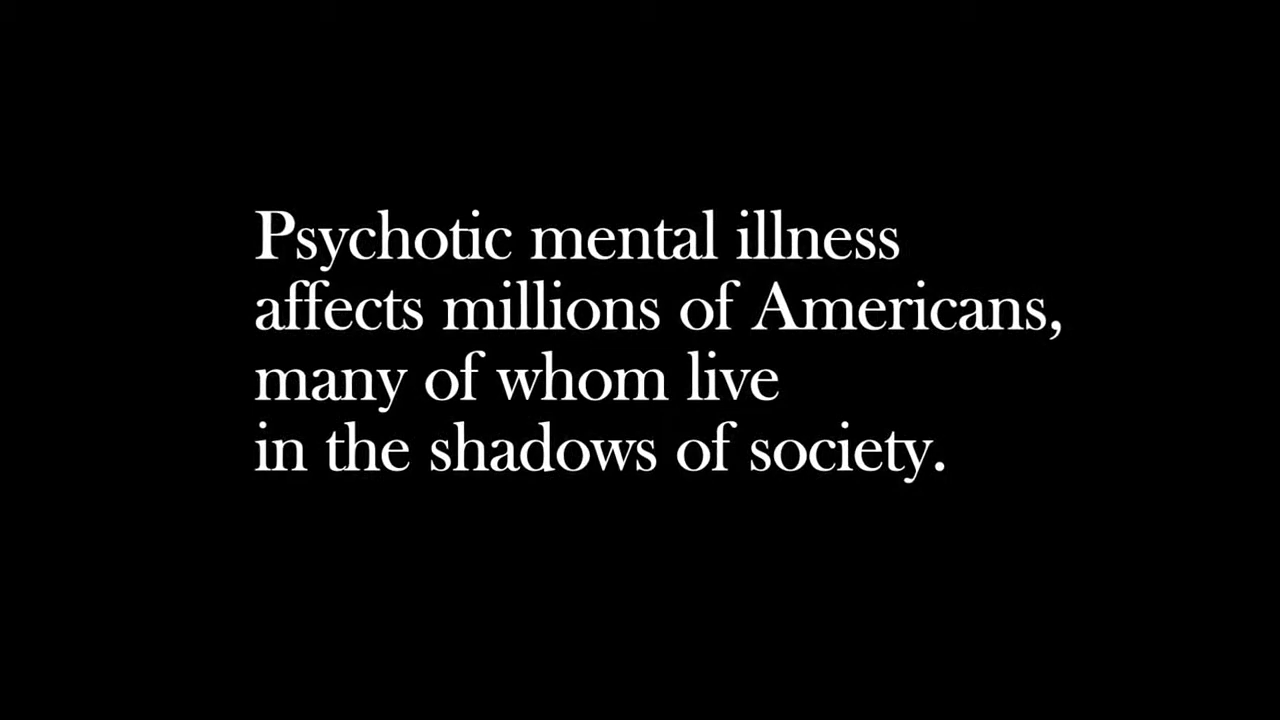 Psychotic mental illness
affects millions of Americans,
many of whom live
in the shadows of society.